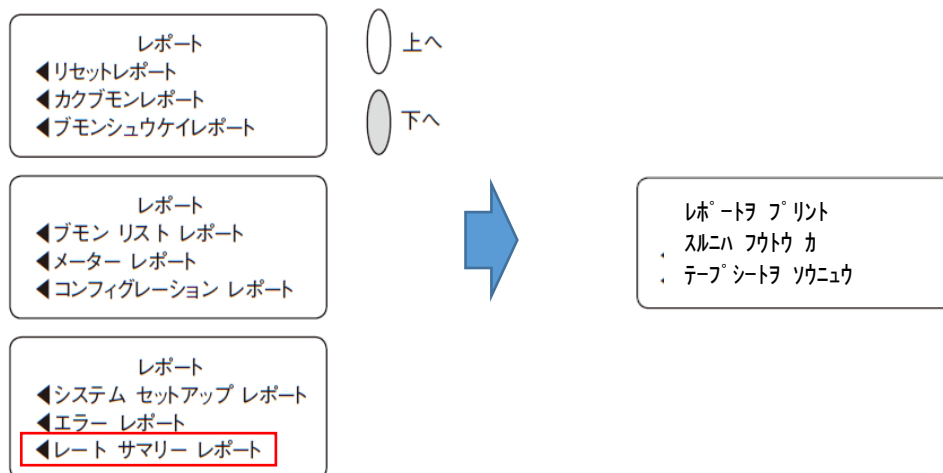 レポート
◀リセットレポート
◀カクブモンレポート
◀ブモンシュウケイレポート
上へ
下へ
レポート
◀ブモン リスト レポート
◀メーター レポート
◀コンフィグレーション レポート
レポート
◀システム セットアップ レポート
◀エラー レポート
◀レート サマリー レポート
ﾚﾎﾟｰﾄｦ ﾌﾟﾘﾝﾄ
ｽﾙﾆﾊ ﾌｳﾄｳ ｶ
ﾃｰﾌﾟｼｰﾄｦ ｿｳﾆｭｳ